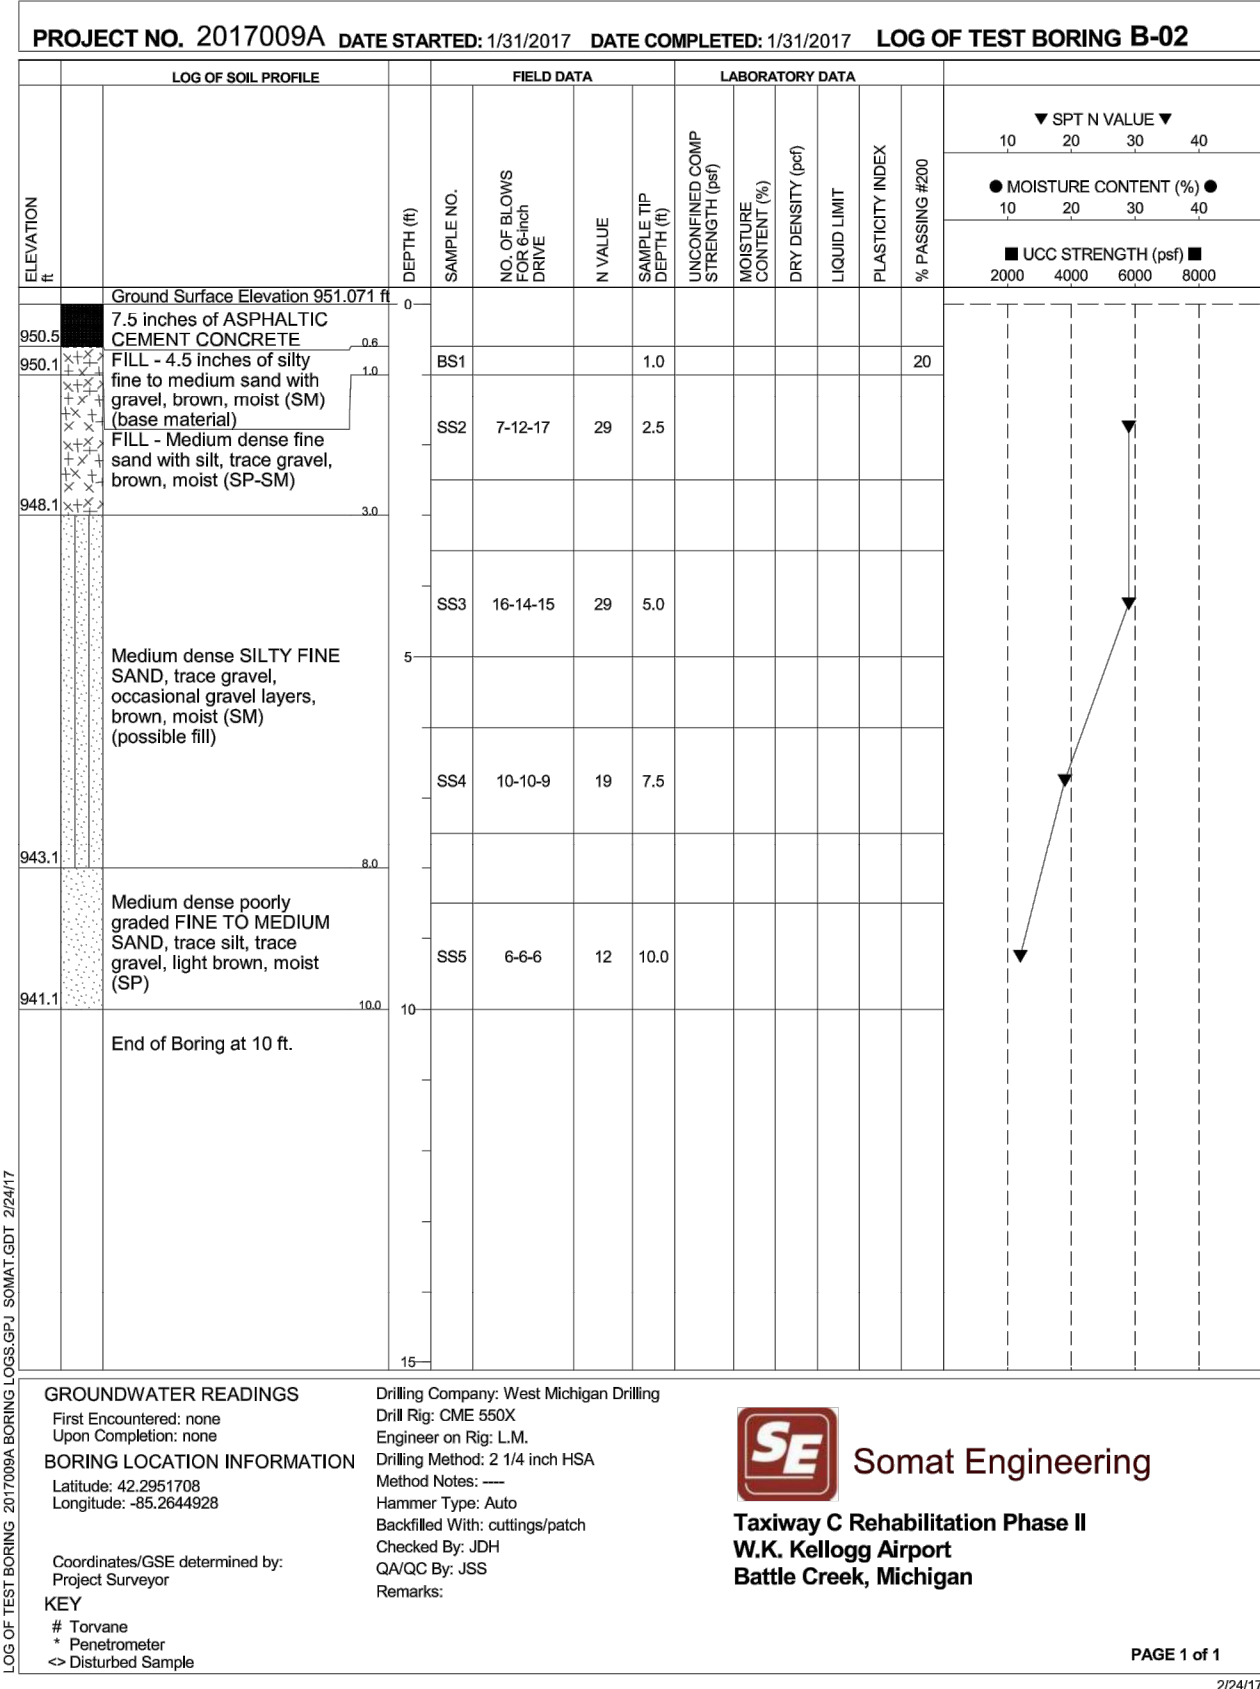 PROJECT NO. 2017009A DATE STARTED: 1/31/2017 DATE COMPLETED: 1/31/2017 LOG OF TEST BORING B-02
LOG OF SOIL PROFILE FIELD DATA LABORATORY DATA
ELEVATION
ft
DEPTH (ft)
SAMPLE NO.
NO. OF BLOWS
FOR 6-inch
DRIVE
N VALUE
SAMPLE TIP
DEPTH (ft)
UNCONFINED COMP
STRENGTH (psf)
MOISTURE
CONTENT (%)
DRY DENSITY (pcf)
LIQUID LIMIT
PLASTICITY INDEX
% PASSING #200
▼ SPT N VALUE ▼
10 20 30 40
● MOISTURE CONTENT (%) ●
10 20 30 40
■ UCC STRENGTH (psf) ■
2000 4000 6000 8000
Ground Surface Elevation 951.071 ft
0
7.5 inches of ASPHALTIC
CEMENT CONCRETE
950.5
0.6
FILL - 4.5 inches of silty
fine to medium sand with
gravel, brown, moist (SM)
(base material)
950.1
1.0
BS1 1.0 20
SS2 7-12-17 29 2.5
FILL - Medium dense fine
sand with silt, trace gravel,
brown, moist (SP-SM)
948.1
3.0
SS3 16-14-15 29 5.0
5
Medium dense SILTY FINE
SAND, trace gravel,
occasional gravel layers,
brown, moist (SM)
(possible fill)
SS4 10-10-9 19 7.5
943.1
8.0
Medium dense poorly
graded FINE TO MEDIUM
SAND, trace silt, trace
gravel, light brown, moist
(SP)
SS5 6-6-6 12 10.0
941.1
10.0
10
End of Boring at 10 ft.
15
LOG OF TEST BORING 2017009A BORING LOGS.GPJ SOMAT.GDT 2/24/17
GROUNDWATER READINGS
First Encountered: none
Upon Completion: none
BORING LOCATION INFORMATION
Latitude: 42.2951708
Longitude: -85.2644928
Coordinates/GSE determined by:
Project Surveyor
KEY
# Torvane
* Penetrometer
<> Disturbed Sample
Drilling Company: West Michigan Drilling
Drill Rig: CME 550X
Engineer on Rig: L.M.
Drilling Method: 2 1/4 inch HSA
Method Notes: ----
Hammer Type: Auto
Backfilled With: cuttings/patch
Checked By: JDH
QA/QC By: JSS
Remarks:
SE
Somat Engineering
Taxiway C Rehabilitation Phase II
W.K. Kellogg Airport
Battle Creek, Michigan
PAGE 1 of 1
2/24/17